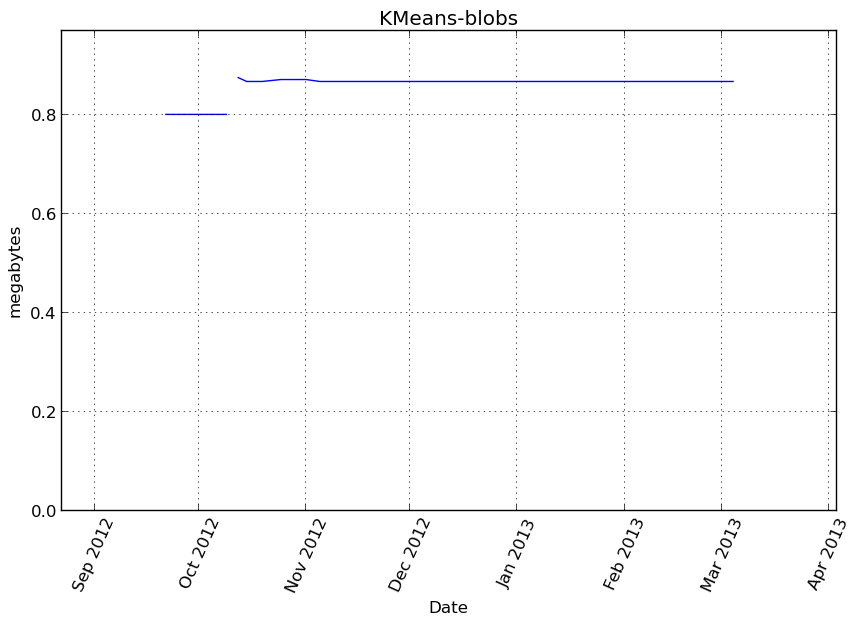 KMeans-blobs
megabytes
0.8
0.6
0.4
0.2
0.0
Sep 2012
Oct 2012
Nov 2012
Dec 2012
Jan 2013
Feb 2013
Mar 2013
Apr 2013
Date